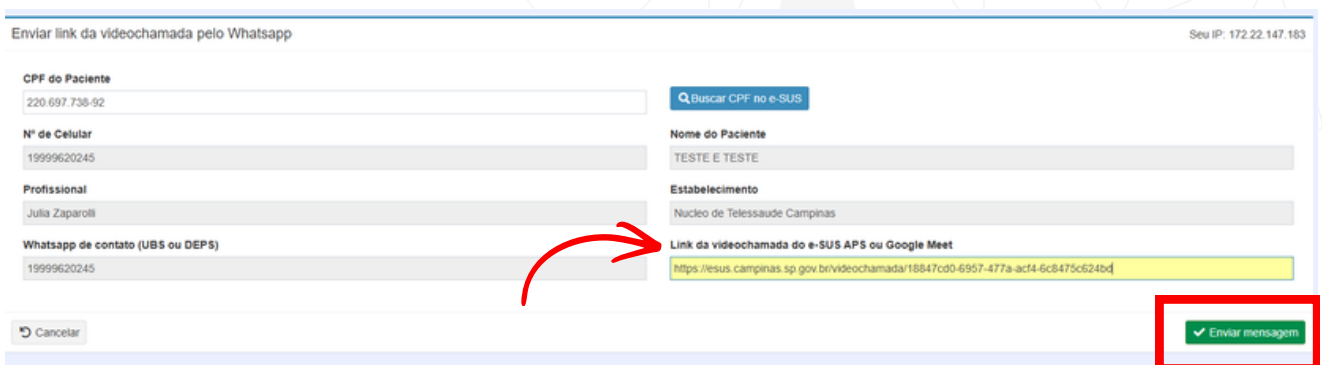 Enviar link da videochamada pelo Whatsapp
Seu IP: 172.22.147.183
CPF do Paciente
220.697.738-92
Buscar CPF no e-SUS
Nº de Celular
Nome do Paciente
19999620245
TESTE E TESTE
Profissional
Estabelecimento
Julia Zaparolli
Nucleo de Telessaude Campinas
Whatsapp de contato (UBS ou DEPS)
Link da videochamada do e-SUS APS ou Google Meet
19999620245
https://esus.campinas.sp.gov.br/videochamada/18847cd0-6957-477a-acf4-6c8475c624bd
Cancelar
Enviar mensagem